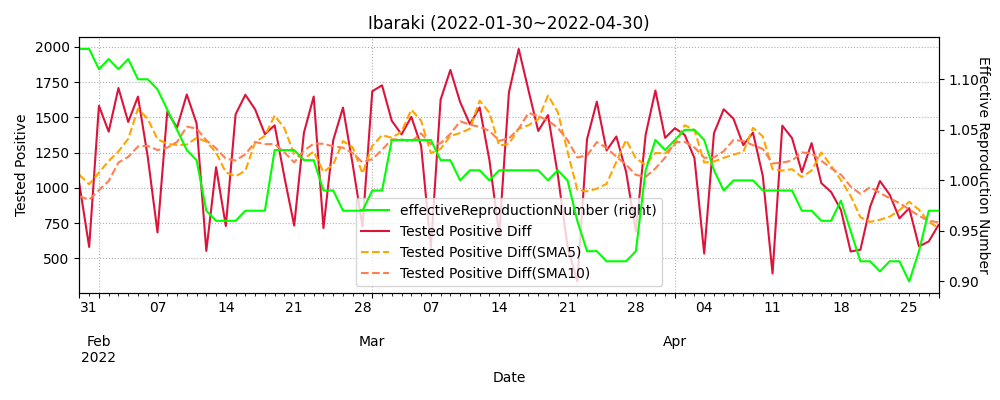 Ibaraki (2022-01-30~2022-04-30)
Tested Positive
2000
1750
1500
1250
1000
750
500
1.10
1.05
1.00
0.95
0.90
Effective Reproduction Number
effectiveReproductionNumber (right)
Tested Positive Diff
Tested Positive Diff(SMA5)
Tested Positive Diff(SMA10)
31 07 14 21 28 07 14 21 28 04 11 18 25
Feb Mar Apr
2022
Date